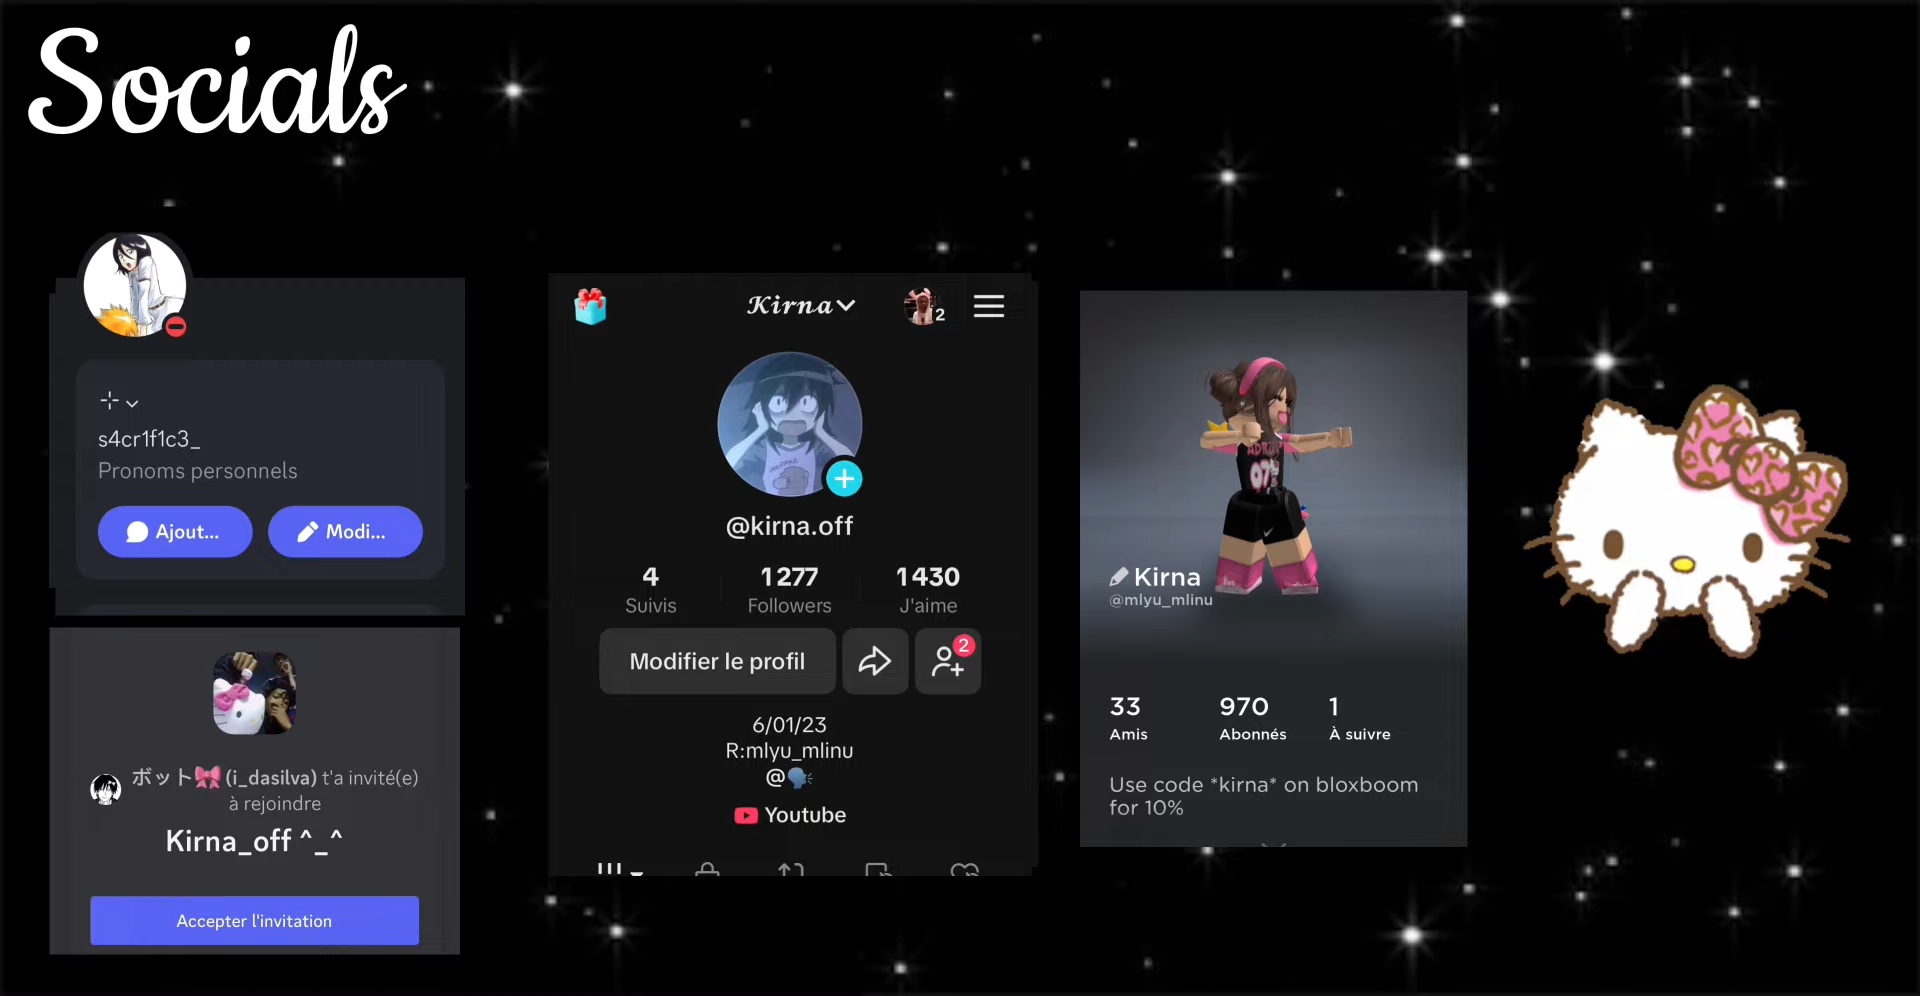 Socials
s4cr1f1c3_
Pronoms personnels
Ajout...
Modi...
ボット🎀 (i_dasilva) t'a invité(e)
à rejoindre
Kirna_off ^_^
Accepter l'invitation
Kirna
2
@kirna.off
4
Suivis
1277
Followers
1430
J'aime
Modifier le profil
2
6/01/23
R:mlyu_mlinu
@🗣️
Youtube
ADRI
07
Kirna
@mlyu_mlinu
33
Amis
970
Abonnés
1
À suivre
Use code *kirna* on bloxboom
for 10%